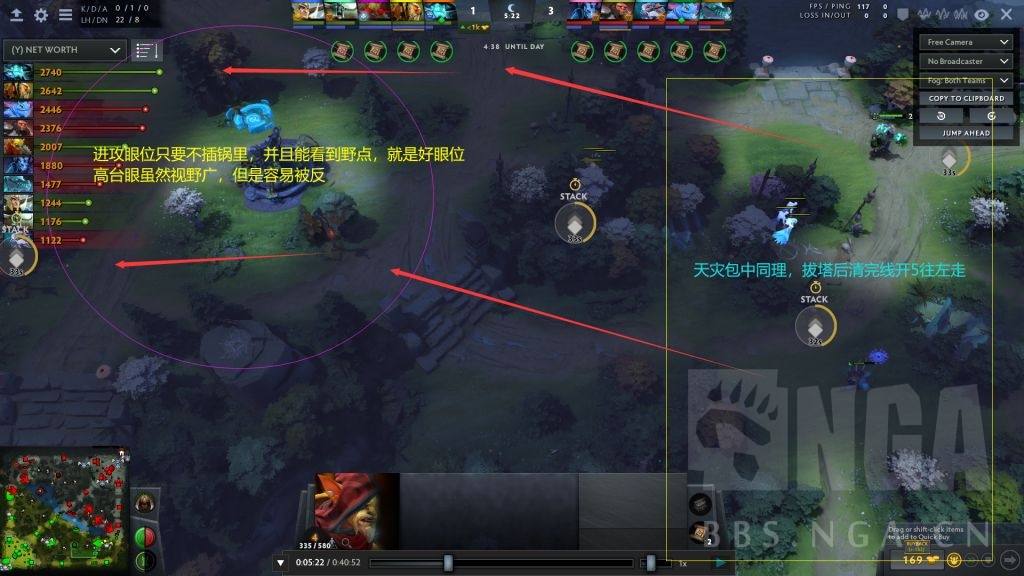 K/D/A 0 / 1 / 0
LH/DN 22 / 8
1
5:22
3
<1k
FPS / PING 117 0
LOSS IN/OUT 0 0
4:38 UNTIL DAY
(Y) NET WORTH
Free Camera
No Broadcaster
Fog: Both Teams
COPY TO CLIPBOARD
JUMP AHEAD
2740
2642
2446
2376
2007
1880
1477
1244
1176
1122
进攻眼位只要不插锅里，并且能看到野点，就是好眼位
高台眼虽然视野广，但是容易被反
2
33s
STACK
33s
STACK
33s
天灾包中同理，拔塔后清完线开5往左走
STACK
32s
NGA
BBS NGA.CN
4
335 / 580
2
Drag or shift-click items
to add to Quick Buy
BUYBACK
169
0:05:22 / 0:40:52
1x